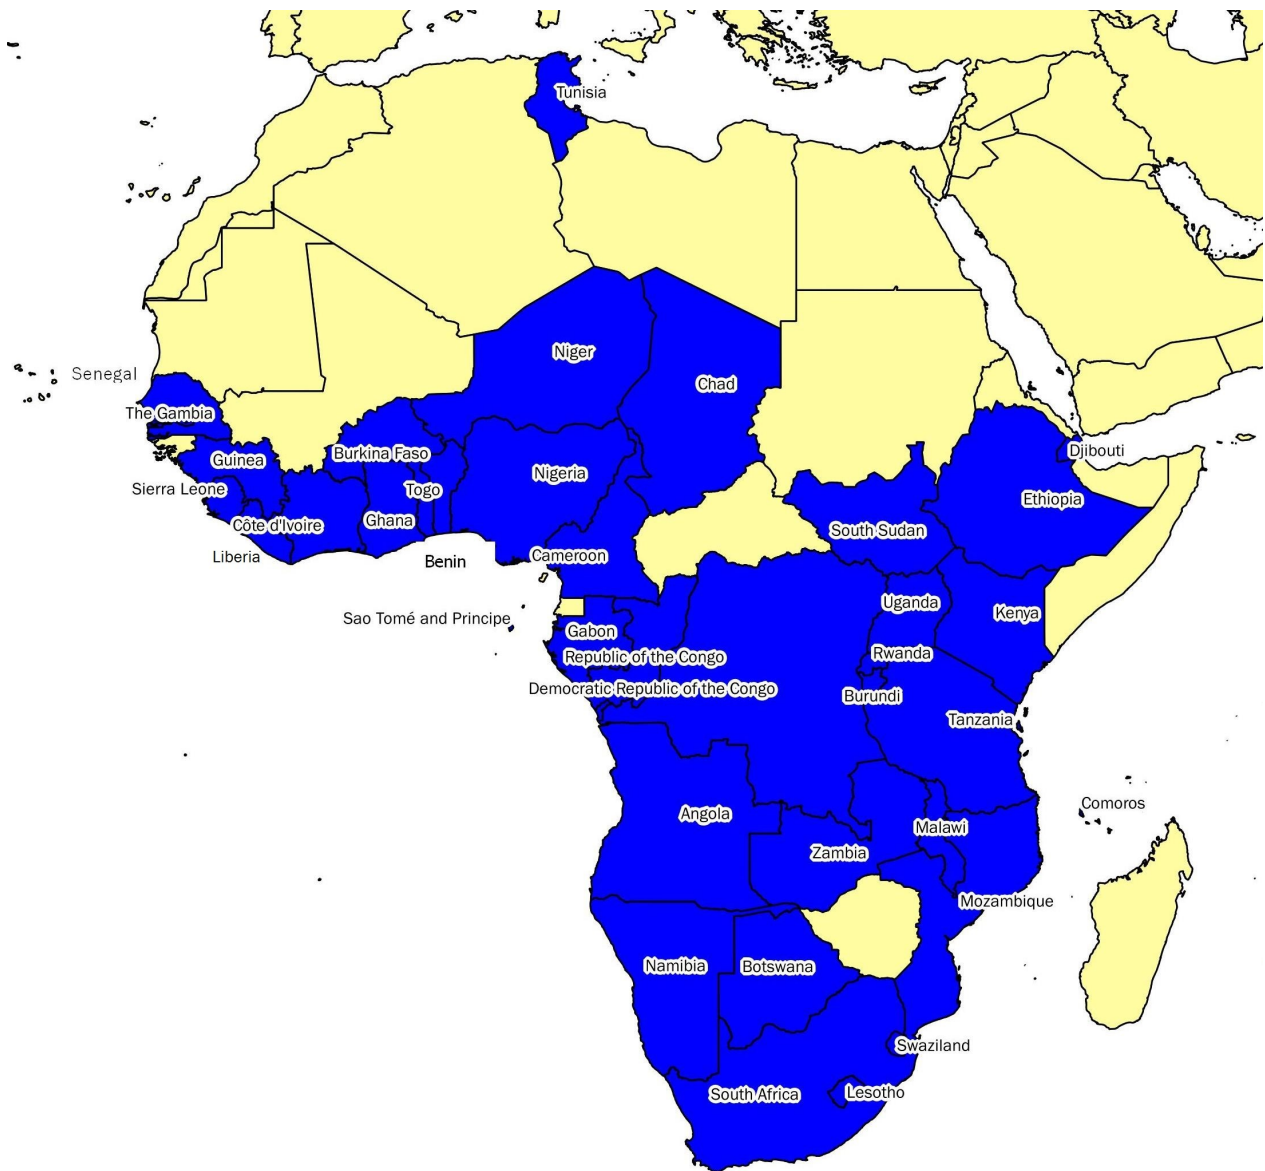 Tunisia
Niger
Senegal
Chad
The Gambia
Burkina Faso
Djibouti
Guinea
Nigeria
Sierra Leone
Togo
Ethiopia
Côte d'Ivoire
Ghana
South Sudan
Liberia
Benin
Cameroon
Uganda
Kenya
Sao Tomé and Principe
Gabon
Rwanda
Republic of the Congo
Democratic Republic of the Congo
Burundi
Tanzania
Comoros
Angola
Malawi
Zambia
Mozambique
Namibia
Botswana
Swaziland
South Africa
Lesotho